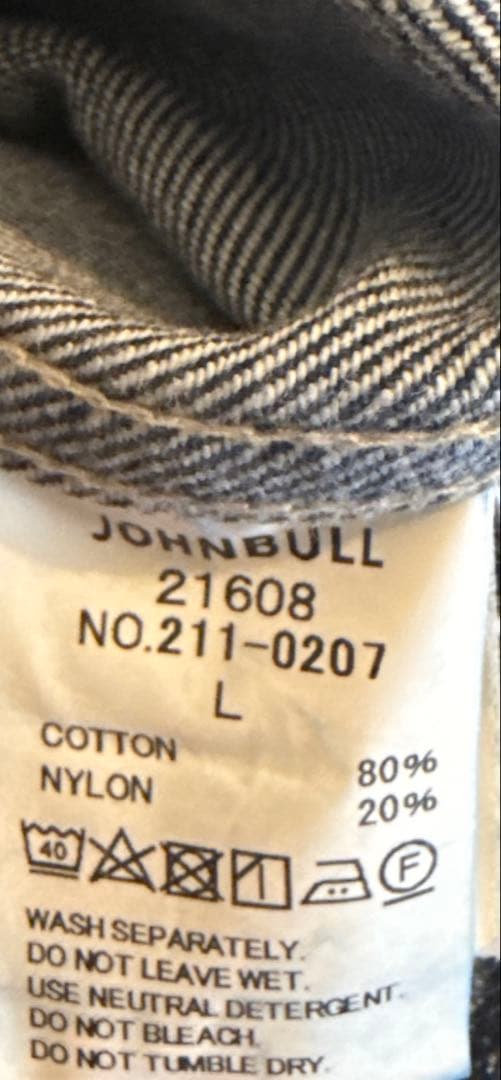 JOHNBULL
21608
NO.211-0207
L
COTTON 80%
NYLON 20%
40 F
WASH SEPARATELY.
DO NOT LEAVE WET.
USE NEUTRAL DETERGENT.
DO NOT BLEACH.
DO NOT TUMBLE DRY.